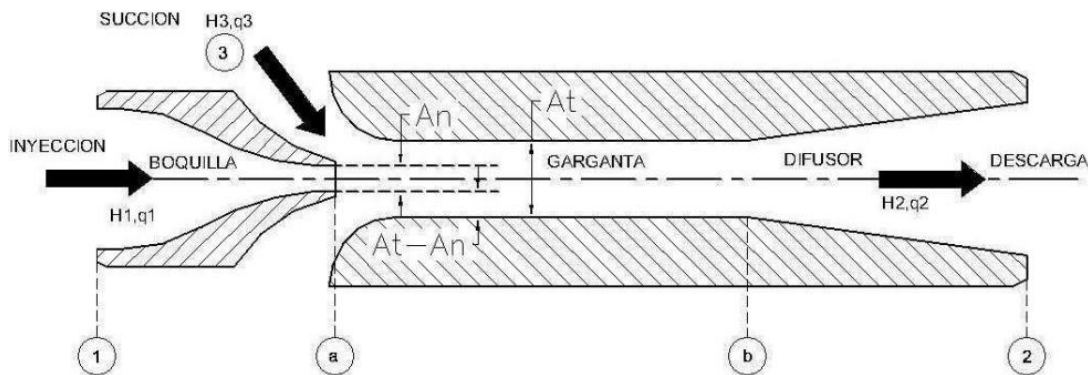 SUCCION
H3,q3
3
An
At
INYECCION
BOQUILLA
GARGANTA
DIFUSOR
DESCARGA
H1,q1
H2,q2
At-An
1
a
b
2